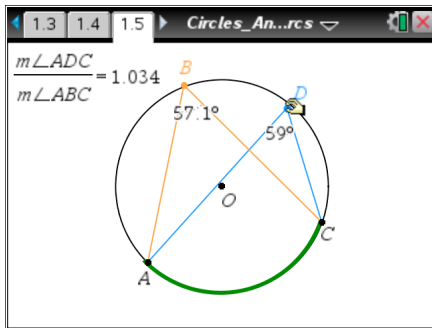 1.3 1.4 1.5 Circles_An...rcs
m∠ADC
m∠ABC = 1.034
B
D
57.1°
59°
O
C
A